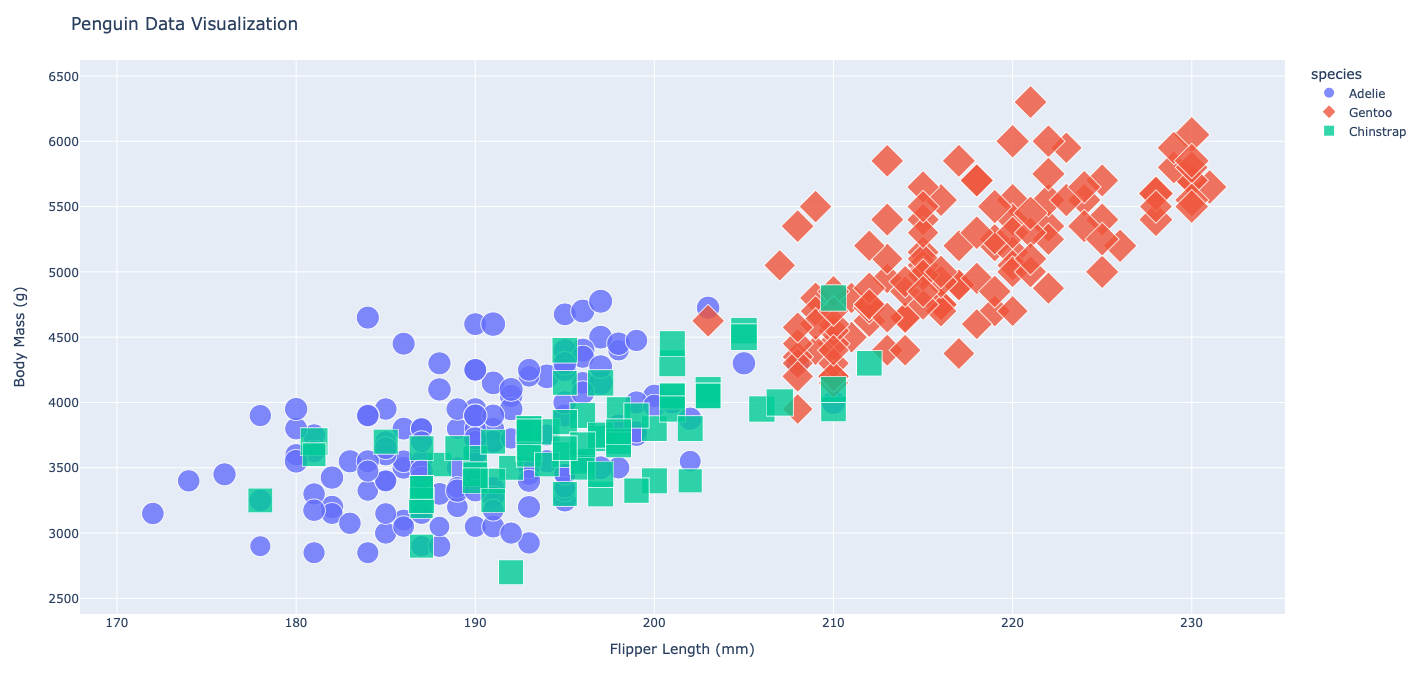 Penguin Data Visualization
species
Adelie
Gentoo
Chinstrap
Body Mass (g)
6500
6000
5500
5000
4500
4000
3500
3000
2500
170 180 190 200 210 220 230
Flipper Length (mm)